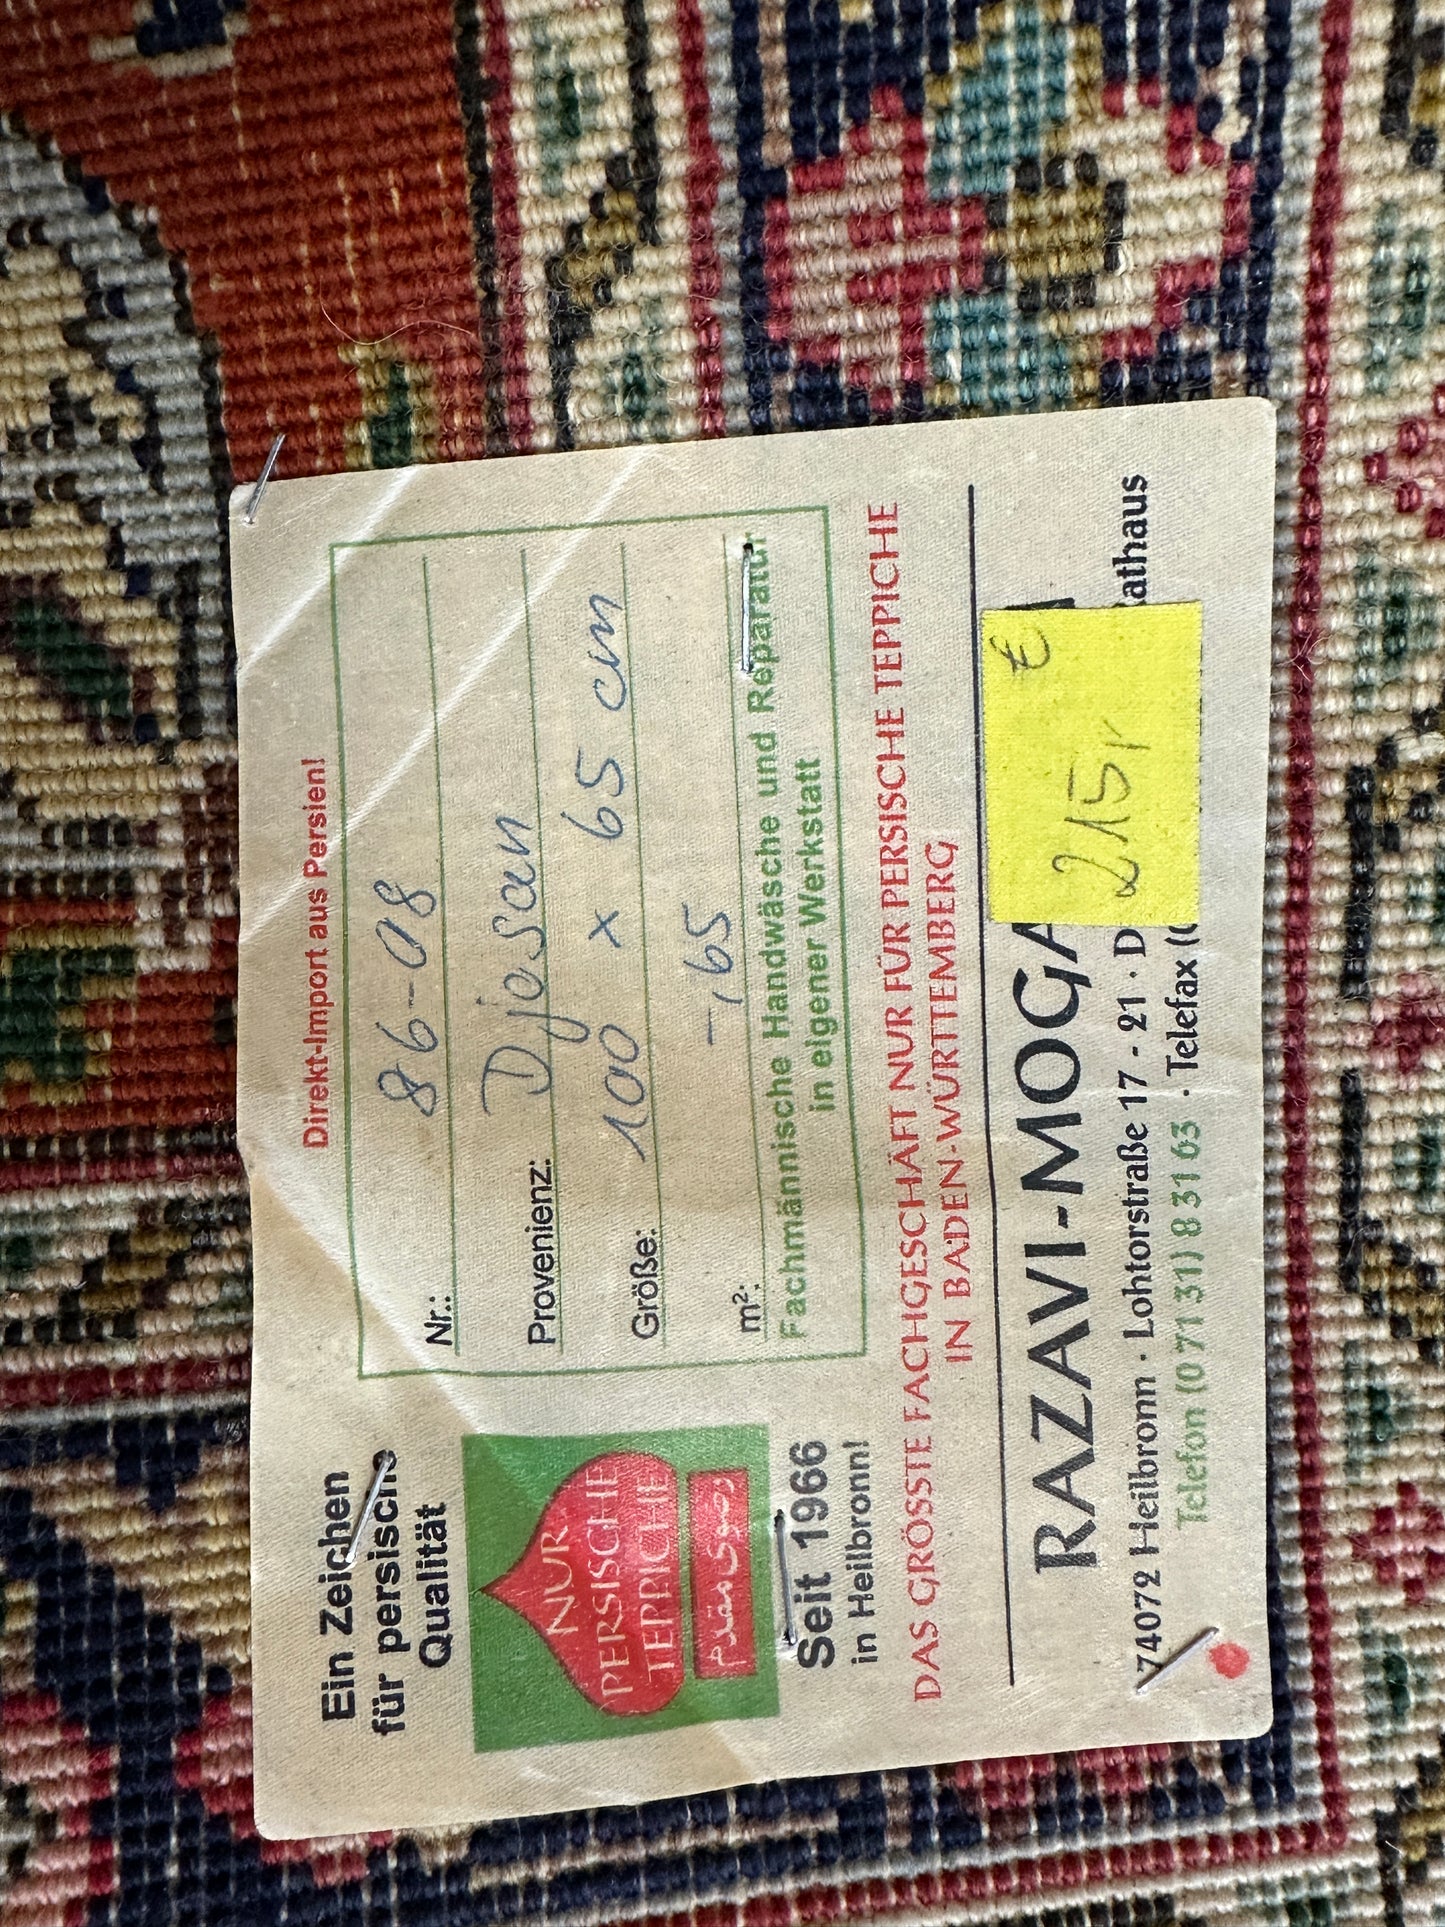 Ein Zeichen
für persische
Qualität
NUR
PERSISCHE
TEPPICHE
رضوی مقدم
Seit 1966
in Heilbronn!
Direkt-Import aus Persien!
Nr.: 86-08
Provenienz: Djosan
Größe: 100 x 65 cm
m²: -,65
Fachmännische Handwäsche und Reparatur
in eigener Werkstatt
DAS GRÖSSTE FACHGESCHÄFT NUR FÜR PERSISCHE TEPPICHE
IN BADEN-WÜRTTEMBERG
RAZAVI-MOGA
74072 Heilbronn · Lohtorstraße 17 - 21 · D athaus
Telefon (0 71 31) 8 31 63 · Telefax (0
€
215,